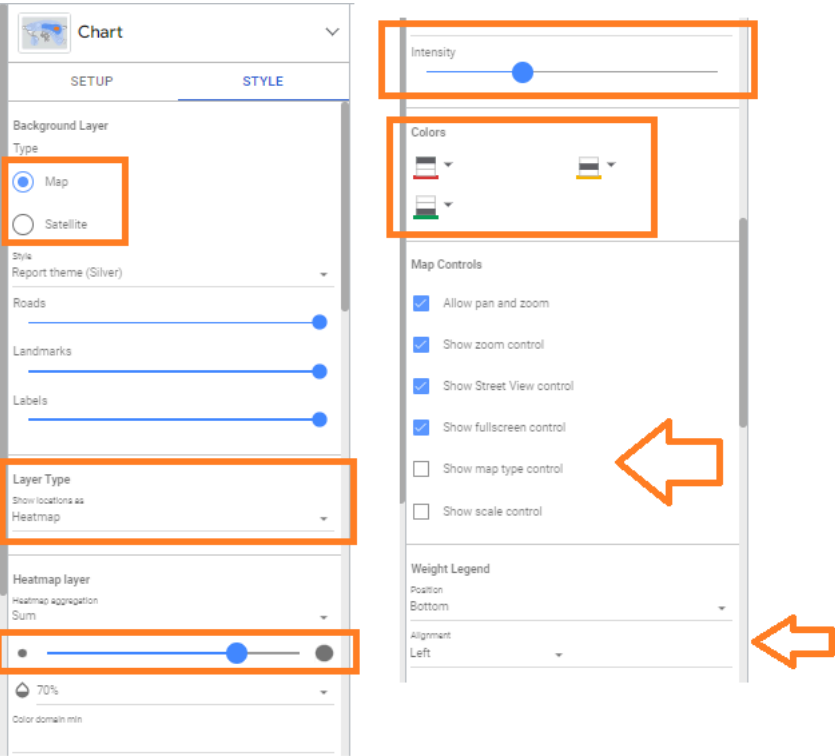 Chart
SETUP
STYLE
Background Layer
Type
Map
Satellite
Style
Report theme (Silver)
Roads
Landmarks
Labels
Layer Type
Show locations as
Heatmap
Heatmap layer
Heatmap aggregation
Sum
70%
Color domain min
Intensity
Colors
Map Controls
Allow pan and zoom
Show zoom control
Show Street View control
Show fullscreen control
Show map type control
Show scale control
Weight Legend
Position
Bottom
Alignment
Left